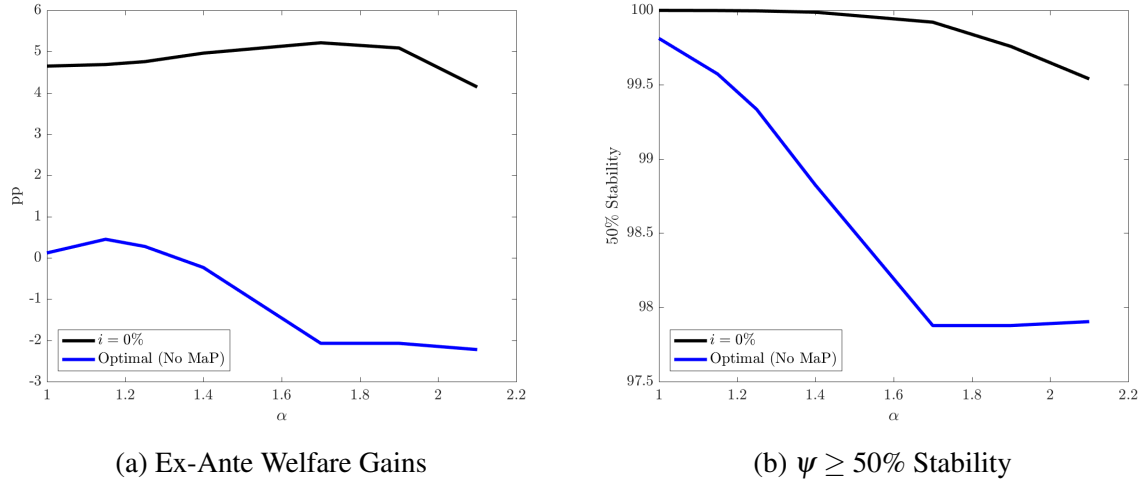 6
5
4
3
2
1
0
-1
-2
-3
pp
1 1.2 1.4 1.6 1.8 2 2.2
α
i = 0%
Optimal (No MaP)
(a) Ex-Ante Welfare Gains
100
99.5
99
98.5
98
97.5
50% Stability
1 1.2 1.4 1.6 1.8 2 2.2
α
i = 0%
Optimal (No MaP)
(b) ψ ≥ 50% Stability